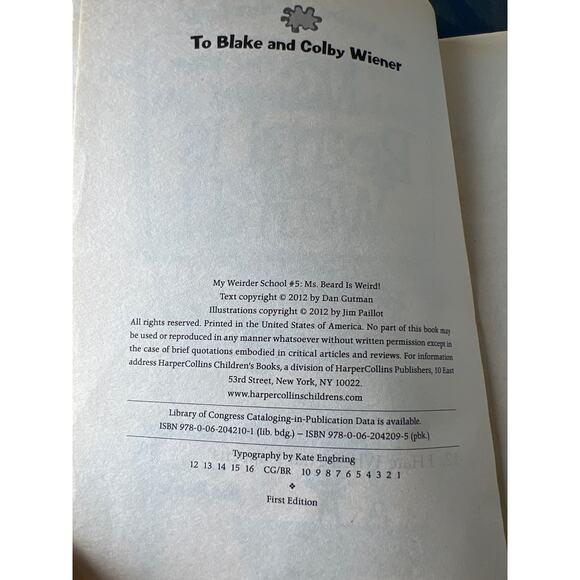 To Blake and Colby Wiener
My Weirder School #5: Ms. Beard Is Weird!
Text copyright © 2012 by Dan Gutman
Illustrations copyright © 2012 by Jim Paillot
All rights reserved. Printed in the United States of America. No part of this book may
be used or reproduced in any manner whatsoever without written permission except in
the case of brief quotations embodied in critical articles and reviews. For information
address HarperCollins Children's Books, a division of HarperCollins Publishers, 10 East
53rd Street, New York, NY 10022.
www.harpercollinschildrens.com
Library of Congress Cataloging-in-Publication Data is available.
ISBN 978-0-06-204210-1 (lib. bdg.) — ISBN 978-0-06-204209-5 (pbk.)
Typography by Kate Engbring
12 13 14 15 16 CG/BR 10 9 8 7 6 5 4 3 2 1
First Edition